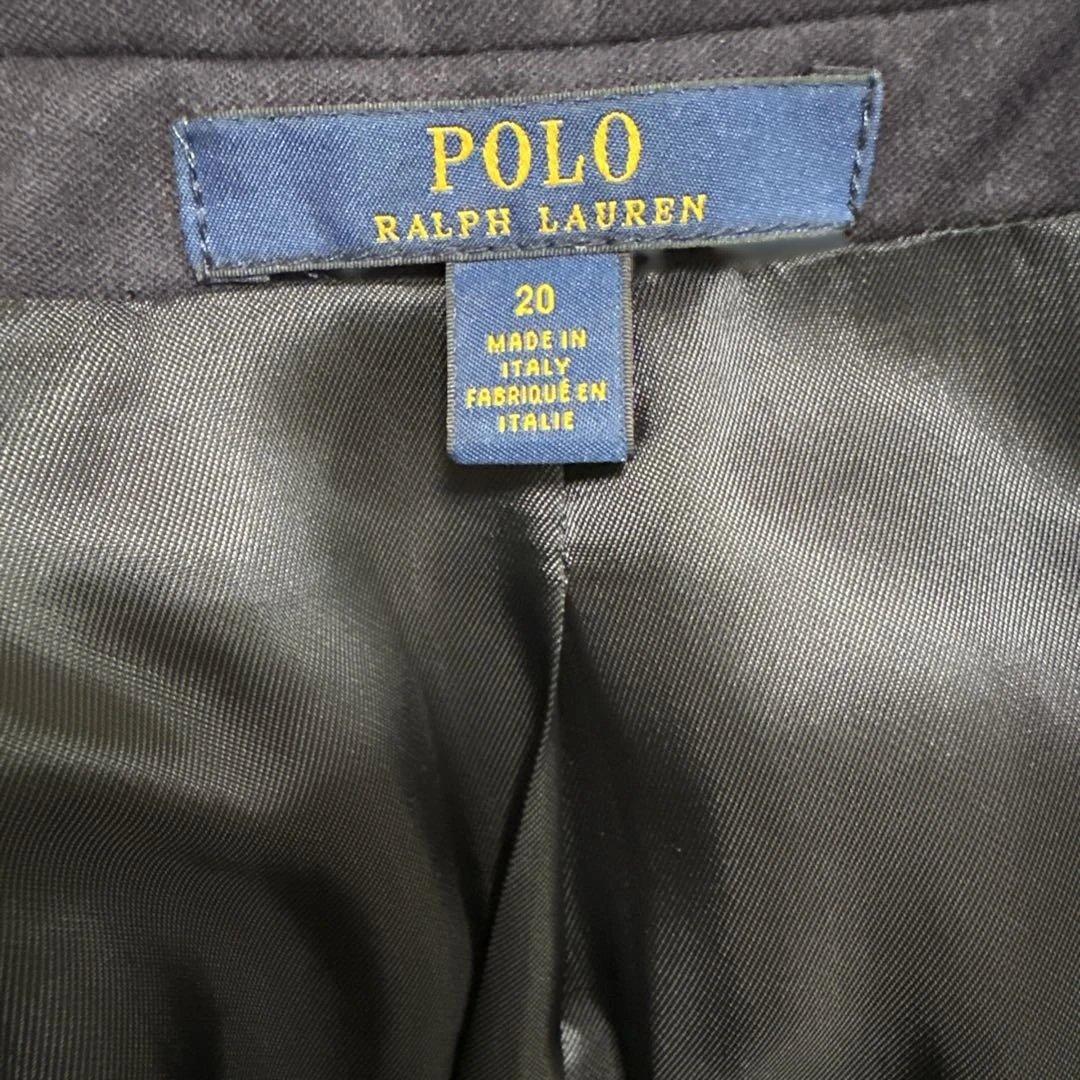 POLO
RALPH LAUREN
20
MADE IN
ITALY
FABRIQUÉ EN
ITALIE